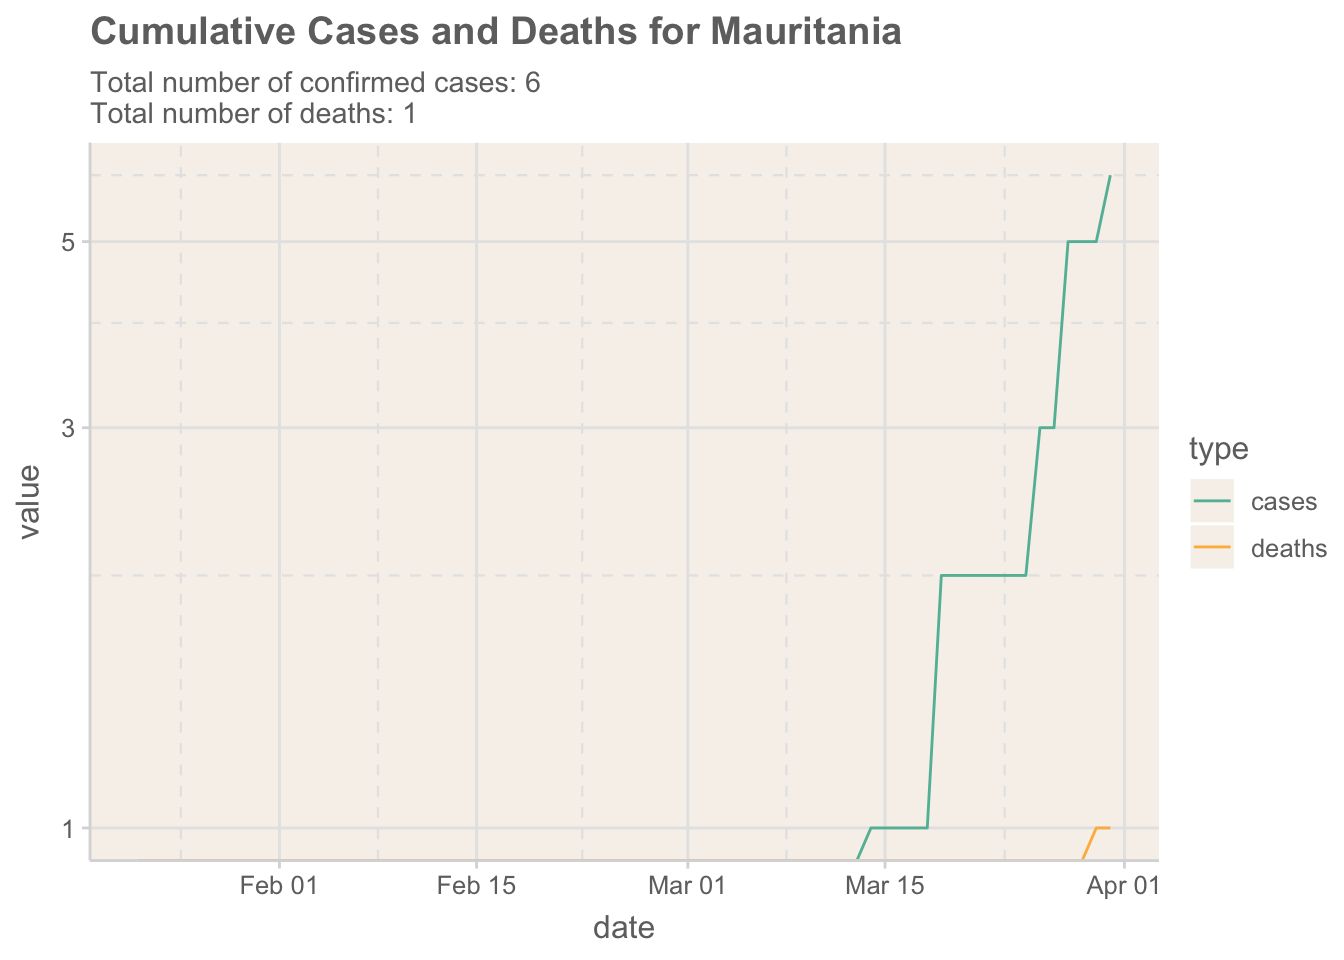 Cumulative Cases and Deaths for Mauritania
Total number of confirmed cases: 6
Total number of deaths: 1
value
5
3
1
Feb 01
Feb 15
Mar 01
Mar 15
Apr 01
date
type
cases
deaths